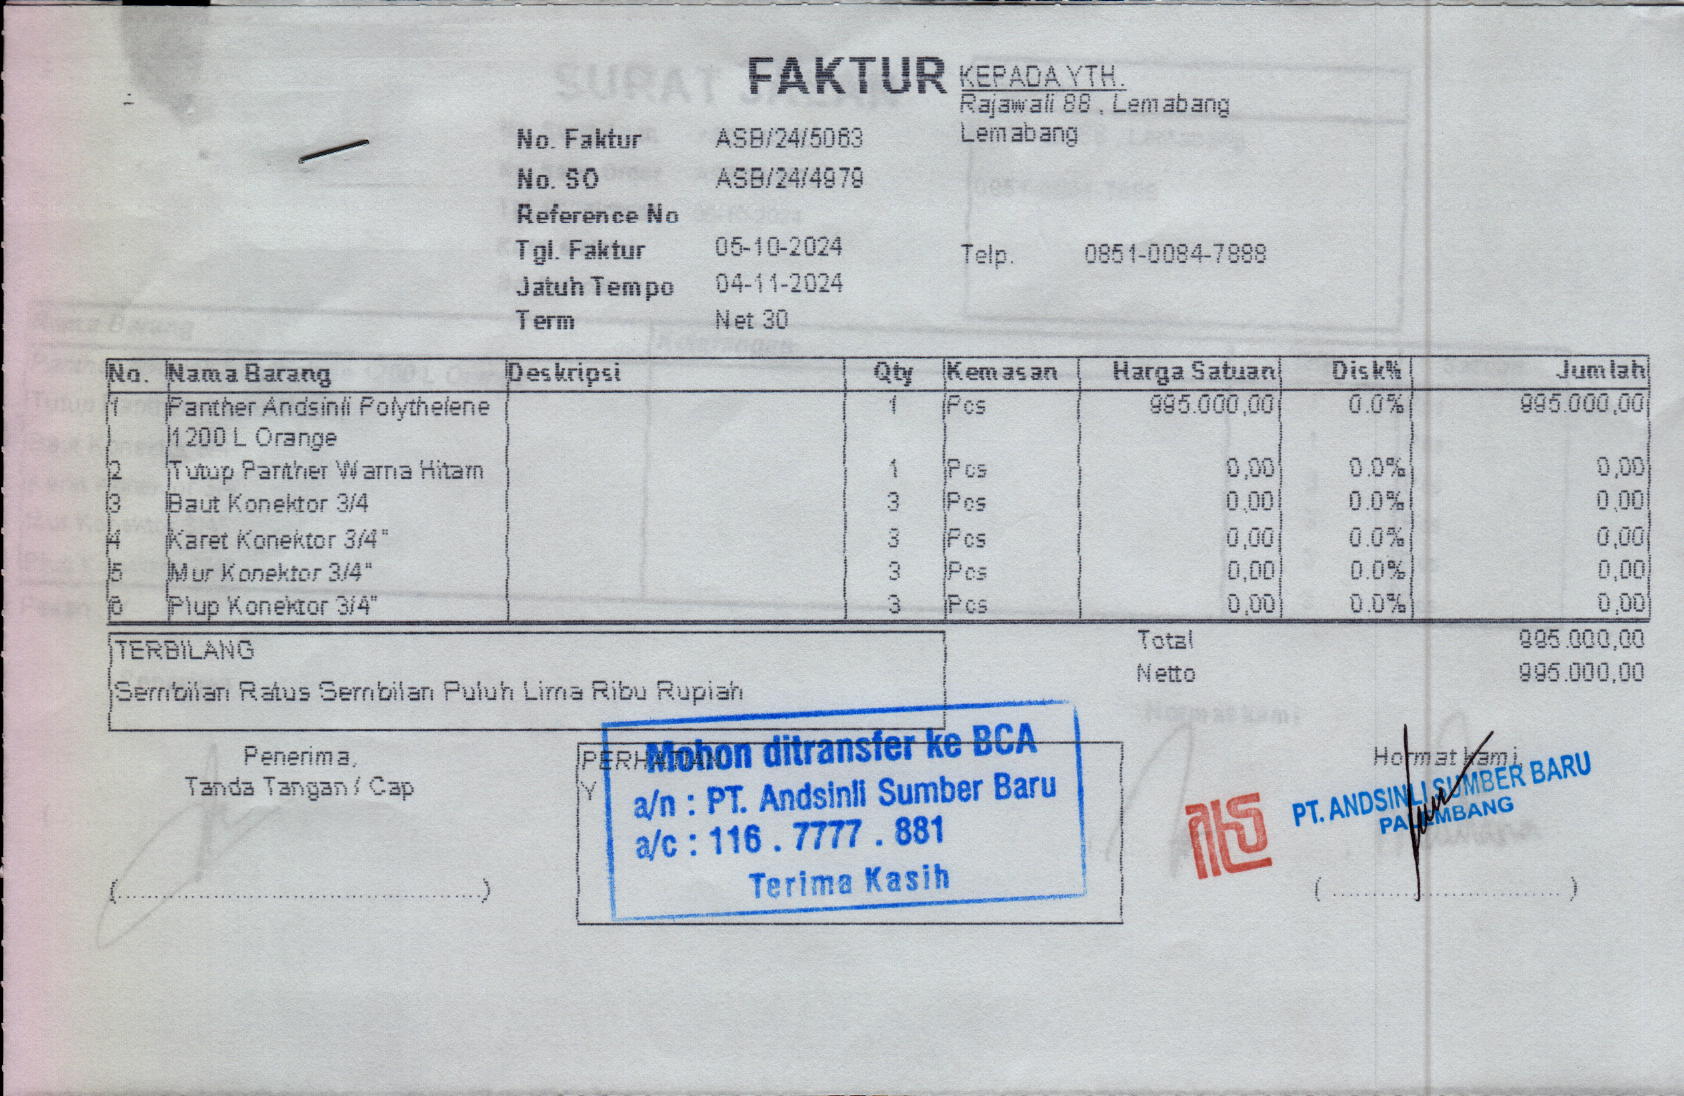 FAKTUR
KEPADA YTH.
Rajawali 88 , Lemabang
Lemabang
No. Faktur ASB/24/5063
No. SO ASB/24/4979
Reference No
Tgl. Faktur 05-10-2024
Telp. 0851-0084-7888
Jatuh Tempo 04-11-2024
Term Net 30
No. Nama Barang Deskripsi Qty Kemasan Harga Satuan Disk% Jumlah
1 Panther Andsinli Polythelene 1 Pcs 995.000,00 0.0% 995.000,00
1200 L Orange
2 Tutup Panther Warna Hitam 1 Pcs 0,00 0.0% 0,00
3 Baut Konektor 3/4 3 Pcs 0,00 0.0% 0,00
4 Karet Konektor 3/4" 3 Pcs 0,00 0.0% 0,00
5 Mur Konektor 3/4" 3 Pcs 0,00 0.0% 0,00
6 Plup Konektor 3/4" 3 Pcs 0,00 0.0% 0,00
TERBILANG
Sembilan Ratus Sembilan Puluh Lima Ribu Rupiah
Total 995.000,00
Netto 995.000,00
Penerima,
Tanda Tangan / Cap
Mohon ditransfer ke BCA
a/n : PT. Andsinli Sumber Baru
a/c : 116 . 7777 . 881
Terima Kasih
Hormat kami,
PT. ANDSINLI SUMBER BARU
PALEMBANG